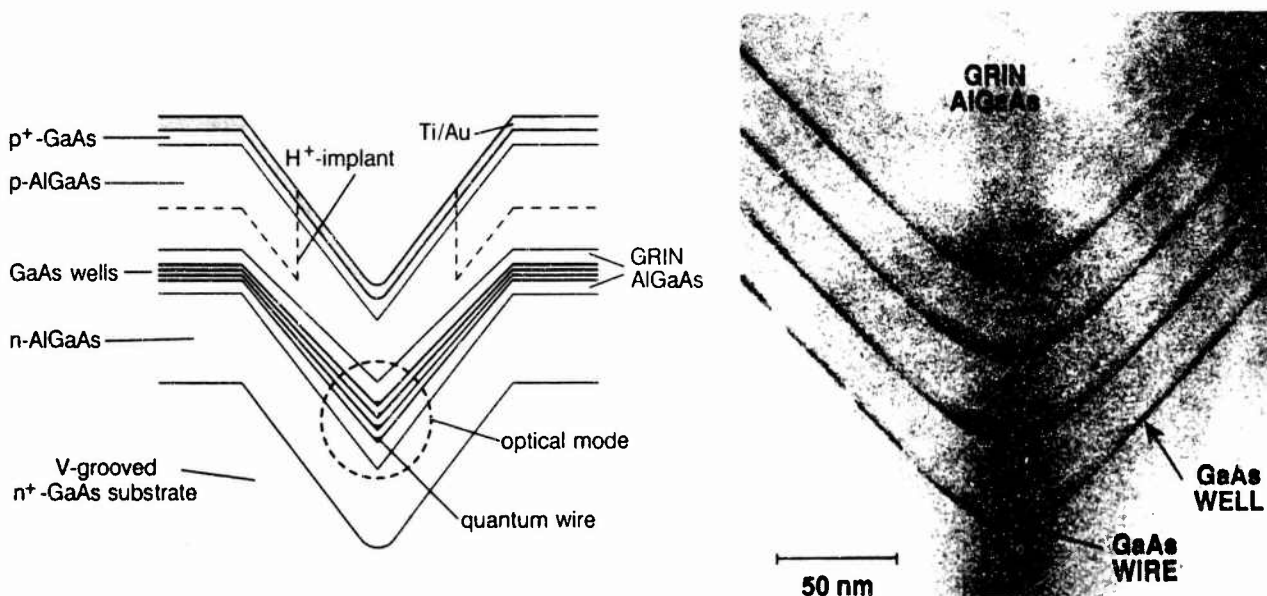 p⁺-GaAs
p-AlGaAs
GaAs wells
n-AlGaAs
V-grooved
n⁺-GaAs substrate
H⁺-implant
Ti/Au
GRIN
AlGaAs
optical mode
quantum wire
GRIN
AlGaAs
GaAs
WELL
GaAs
WIRE
50 nm